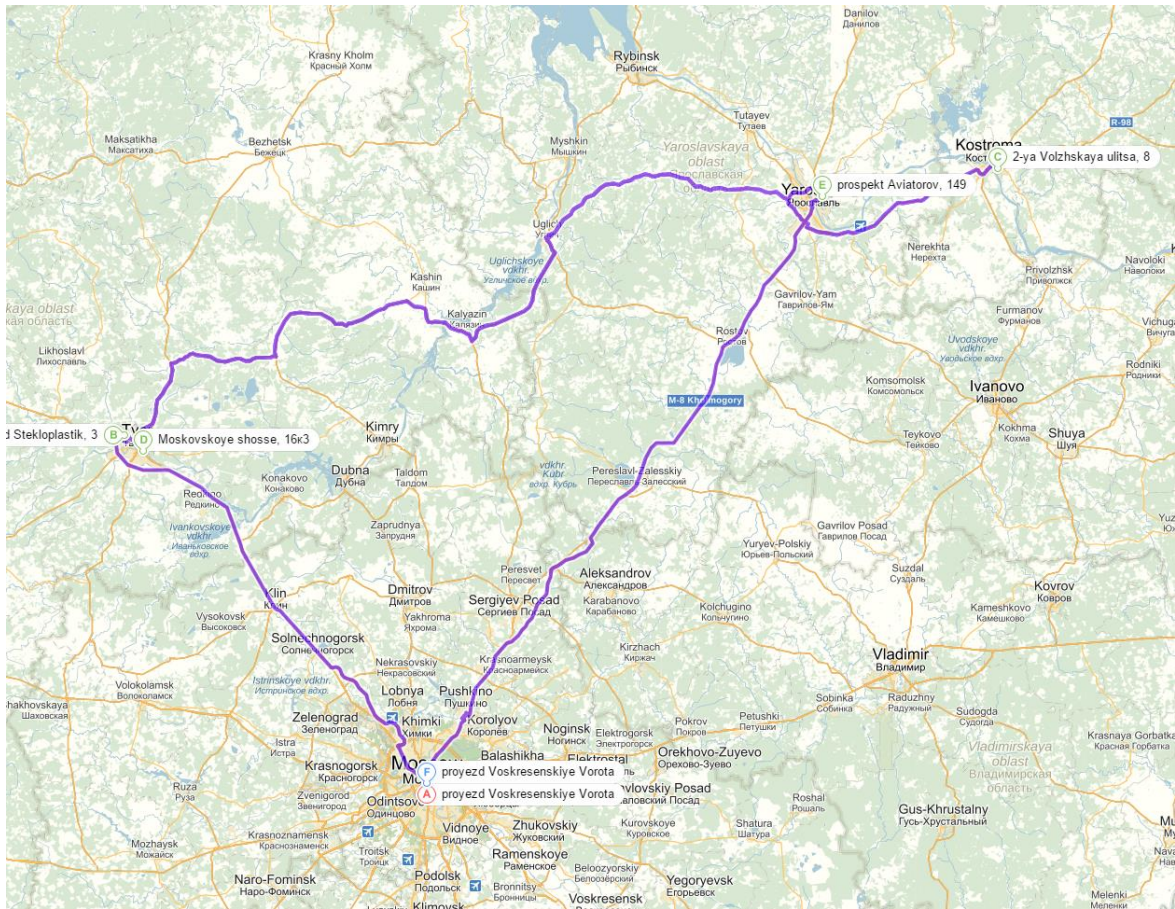 Krasny Kholm
Красный Холм
Danilov
Данилов
Rybinsk
Рыбинск
Maksatikha
Максатиха
Bezhetsk
Бежецк
Tutayev
Тутаев
Myshkin
Мышкин
Yaroslavskaya
oblast
R-98
Kostroma
C
2-ya Volzhskaya ulitsa, 8
E
prospekt Aviatorov, 149
Ярославль
Uglichskoye
vdkhr.
Угличское вдхр.
Nerekhta
Нерехта
Navoloki
Наволоки
Privolzhsk
Приволжск
Kashin
Кашин
Kalyazin
Gavrilov-Yam
Гаврилов-Ям
Furmanov
Фурманов
Likhoslavl
Лихославль
Rostov
Uvodskoye
vdkhr.
Уводьское вдхр.
Rodniki
Родники
M-8 Kholmogory
Komsomolsk
Комсомольск
Ivanovo
Иваново
Kokhma
Кохма
Shuya
Шуя
Teykovo
Тейково
Kimry
Кимры
d Stekloplastik, 3
B
D
Moskovskoye shosse, 16к3
Konakovo
Конаково
Dubna
Дубна
Taldom
Талдом
vdkhr.
Kubr
вдхр. Кубрь
Pereslavl-Zalesskiy
Переславль Залесский
Redkino
Редкино
Ivankovskoye
vdkhr.
Иваньковское
вдхр.
Zaprudnya
Запрудня
Gavrilov Posad
Гаврилов Посад
Yuryev-Polskiy
Юрьев-Польский
Suzdal
Суздаль
Peresvet
Пересвет
Aleksandrov
Александров
Karabanovo
Карабаново
Kolchugino
Кольчугино
Kovrov
Ковров
Kameshkovo
Камешково
Klin
Клин
Dmitrov
Дмитров
Sergiyev Posad
Сергиев Посад
Vysokovsk
Высоковск
Yakhroma
Яхрома
Solnechnogorsk
Солнечногорск
Kirzhach
Киржач
Vladimir
Владимир
Nekrasovskiy
Некрасовский
Krasnoarmeysk
Красноармейск
Volokolamsk
Волоколамск
Istrinskoye vdkhr.
Истринское вдхр.
Lobnya
Лобня
Pushkino
Пушкино
Sobinka
Собинка
Raduzhny
Радужный
Shakhovskaya
Шаховская
Zelenograd
Зеленоград
Khimki
Химки
Korolyov
Королёв
Noginsk
Ногинск
Elektrogorsk
Электрогорск
Pokrov
Покров
Petushki
Петушки
Sudogda
Судогда
Krasnaya Gorbatka
Красная Горбатка
Istra
Истра
Krasnogorsk
Красногорск
Balashikha
Orekhovo-Zuyevo
Орехово-Зуево
Vladimirskaya
oblast
Владимирская
область
F
proyezd Voskresenskiye Vorota
A
proyezd Voskresenskiye Vorota
Ruza
Руза
Zvenigorod
Звенигород
Odintsovo
Одинцово
Roshal
Рошаль
Gus-Khrustalny
Гусь-Хрустальный
Krasnoznamensk
Краснознаменск
Vidnoye
Видное
Zhukovskiy
Жуковский
Kurovskoye
Куровское
Shatura
Шатура
Mozhaysk
Можайск
Troitsk
Троицк
Ramenskoye
Раменское
Beloozyorskiy
Белоозёрский
Naro-Fominsk
Наро-Фоминск
Podolsk
Подольск
Bronnitsy
Бронницы
Yegoryevsk
Егорьевск
Voskresensk
Klimovsk
Melenki
Меленки